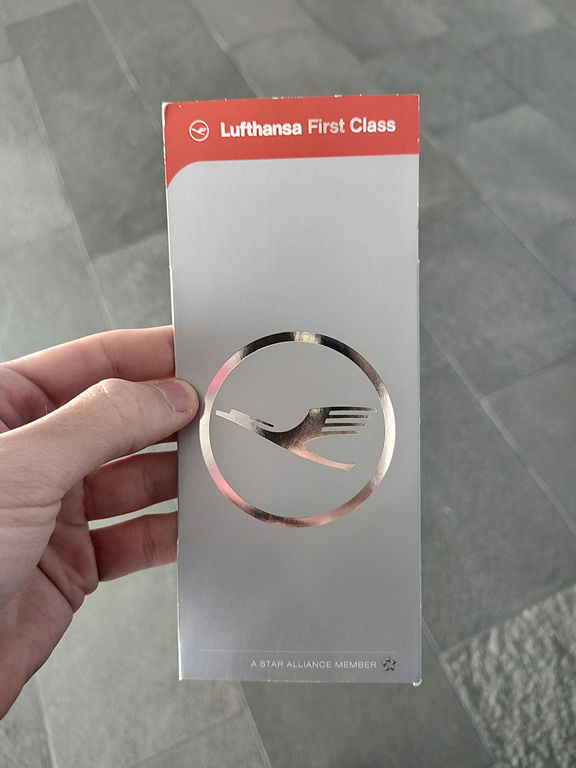 Lufthansa First Class
A STAR ALLIANCE MEMBER